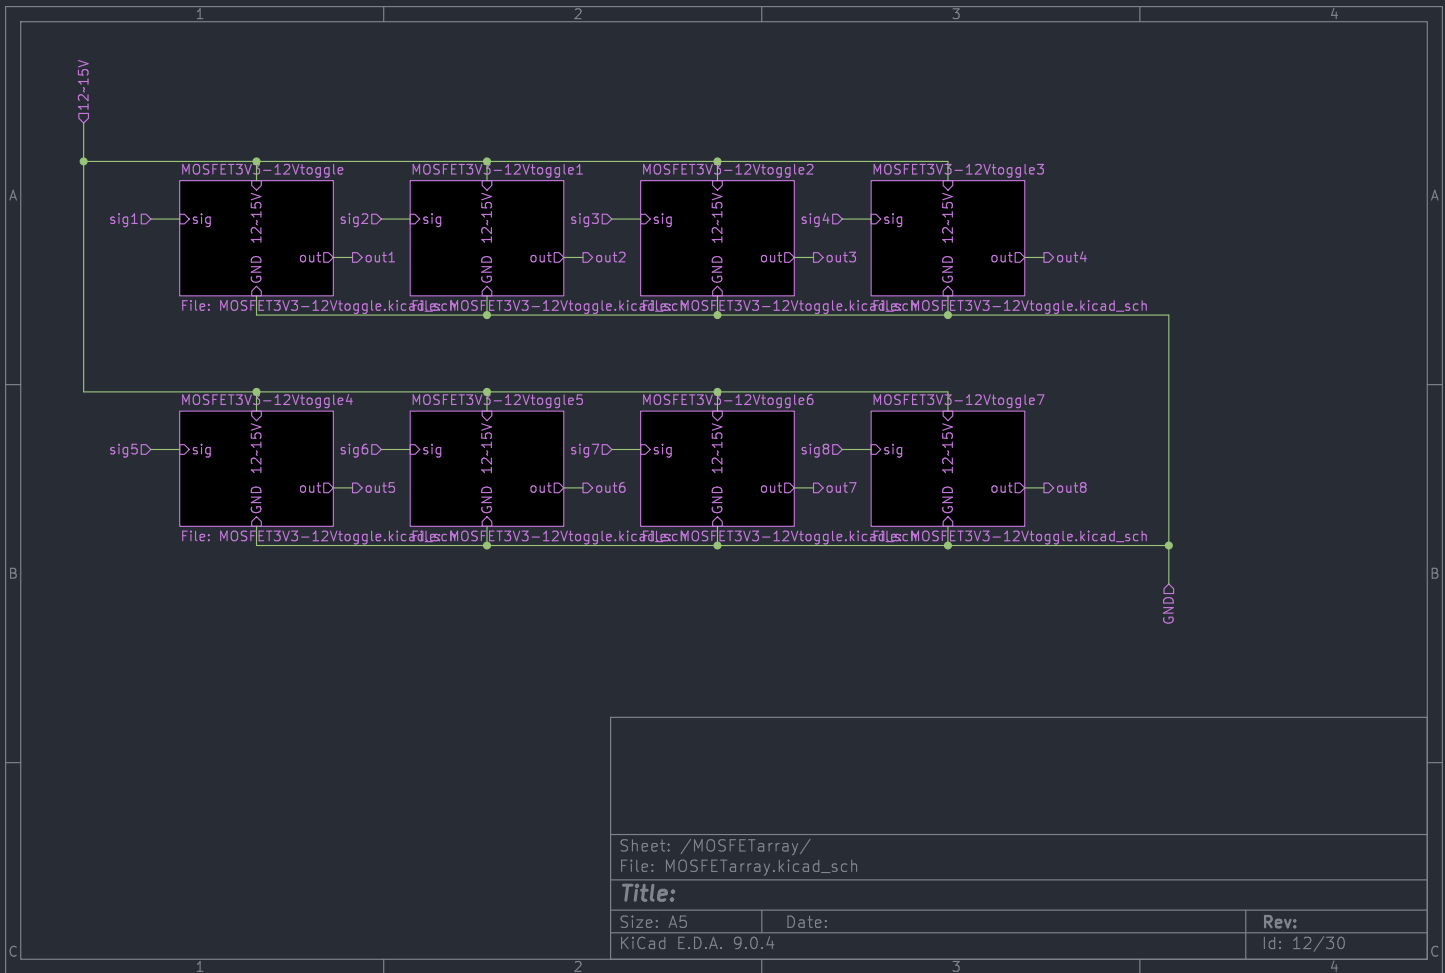 1 2 3 4
12~15V
MOSFET3V3-12Vtoggle MOSFET3V3-12Vtoggle1 MOSFET3V3-12Vtoggle2 MOSFET3V3-12Vtoggle3
A A
sig1 sig 12~15V sig2 sig 12~15V sig3 sig 12~15V sig4 sig 12~15V
GND out out1 GND out out2 GND out out3 GND out out4
File: MOSFET3V3-12Vtoggle.kicad_sch File: MOSFET3V3-12Vtoggle.kicad_sch File: MOSFET3V3-12Vtoggle.kicad_sch File: MOSFET3V3-12Vtoggle.kicad_sch
MOSFET3V3-12Vtoggle4 MOSFET3V3-12Vtoggle5 MOSFET3V3-12Vtoggle6 MOSFET3V3-12Vtoggle7
sig5 sig 12~15V sig6 sig 12~15V sig7 sig 12~15V sig8 sig 12~15V
GND out out5 GND out out6 GND out out7 GND out out8
File: MOSFET3V3-12Vtoggle.kicad_sch File: MOSFET3V3-12Vtoggle.kicad_sch File: MOSFET3V3-12Vtoggle.kicad_sch File: MOSFET3V3-12Vtoggle.kicad_sch
B B
GND
Sheet: /MOSFETarray/
File: MOSFETarray.kicad_sch
Title:
Size: A5 Date: Rev:
KiCad E.D.A. 9.0.4 Id: 12/30
C C
1 2 3 4